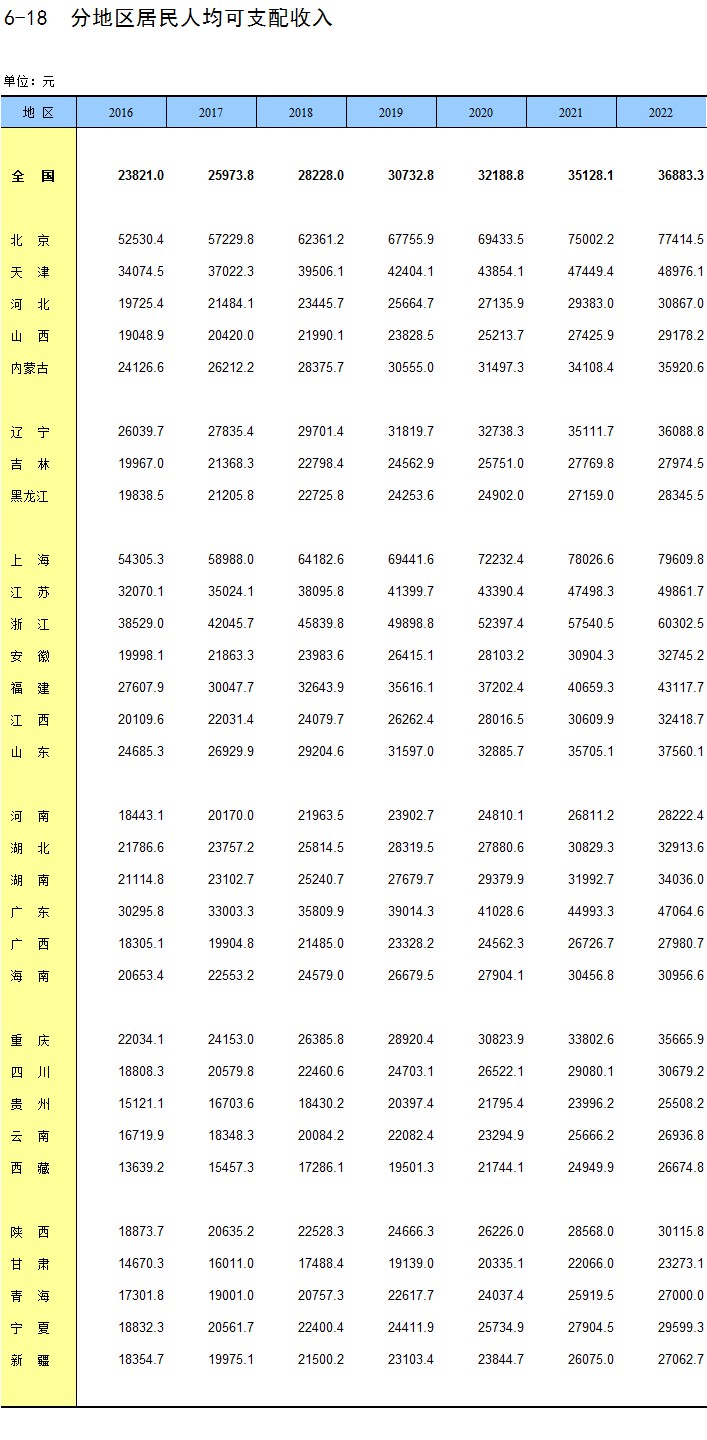 6-18 分地区居民人均可支配收入
单位：元
地 区 2016 2017 2018 2019 2020 2021 2022
全 国 23821.0 25973.8 28228.0 30732.8 32188.8 35128.1 36883.3
北 京 52530.4 57229.8 62361.2 67755.9 69433.5 75002.2 77414.5
天 津 34074.5 37022.3 39506.1 42404.1 43854.1 47449.4 48976.1
河 北 19725.4 21484.1 23445.7 25664.7 27135.9 29383.0 30867.0
山 西 19048.9 20420.0 21990.1 23828.5 25213.7 27425.9 29178.2
内蒙古 24126.6 26212.2 28375.7 30555.0 31497.3 34108.4 35920.6
辽 宁 26039.7 27835.4 29701.4 31819.7 32738.3 35111.7 36088.8
吉 林 19967.0 21368.3 22798.4 24562.9 25751.0 27769.8 27974.5
黑龙江 19838.5 21205.8 22725.8 24253.6 24902.0 27159.0 28345.5
上 海 54305.3 58988.0 64182.6 69441.6 72232.4 78026.6 79609.8
江 苏 32070.1 35024.1 38095.8 41399.7 43390.4 47498.3 49861.7
浙 江 38529.0 42045.7 45839.8 49898.8 52397.4 57540.5 60302.5
安 徽 19998.1 21863.3 23983.6 26415.1 28103.2 30904.3 32745.2
福 建 27607.9 30047.7 32643.9 35616.1 37202.4 40659.3 43117.7
江 西 20109.6 22031.4 24079.7 26262.4 28016.5 30609.9 32418.7
山 东 24685.3 26929.9 29204.6 31597.0 32885.7 35705.1 37560.1
河 南 18443.1 20170.0 21963.5 23902.7 24810.1 26811.2 28222.4
湖 北 21786.6 23757.2 25814.5 28319.5 27880.6 30829.3 32913.6
湖 南 21114.8 23102.7 25240.7 27679.7 29379.9 31992.7 34036.0
广 东 30295.8 33003.3 35809.9 39014.3 41028.6 44993.3 47064.6
广 西 18305.1 19904.8 21485.0 23328.2 24562.3 26726.7 27980.7
海 南 20653.4 22553.2 24579.0 26679.5 27904.1 30456.8 30956.6
重 庆 22034.1 24153.0 26385.8 28920.4 30823.9 33802.6 35665.9
四 川 18808.3 20579.8 22460.6 24703.1 26522.1 29080.1 30679.2
贵 州 15121.1 16703.6 18430.2 20397.4 21795.4 23996.2 25508.2
云 南 16719.9 18348.3 20084.2 22082.4 23294.9 25666.2 26936.8
西 藏 13639.2 15457.3 17286.1 19501.3 21744.1 24949.9 26674.8
陕 西 18873.7 20635.2 22528.3 24666.3 26226.0 28568.0 30115.8
甘 肃 14670.3 16011.0 17488.4 19139.0 20335.1 22066.0 23273.1
青 海 17301.8 19001.0 20757.3 22617.7 24037.4 25919.5 27000.0
宁 夏 18832.3 20561.7 22400.4 24411.9 25734.9 27904.5 29599.3
新 疆 18354.7 19975.1 21500.2 23103.4 23844.7 26075.0 27062.7